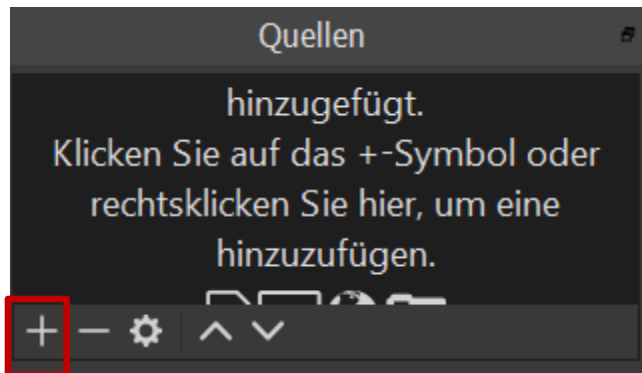 Quellen
hinzugefügt.
Klicken Sie auf das +-Symbol oder
rechtsklicken Sie hier, um eine
hinzuzufügen.